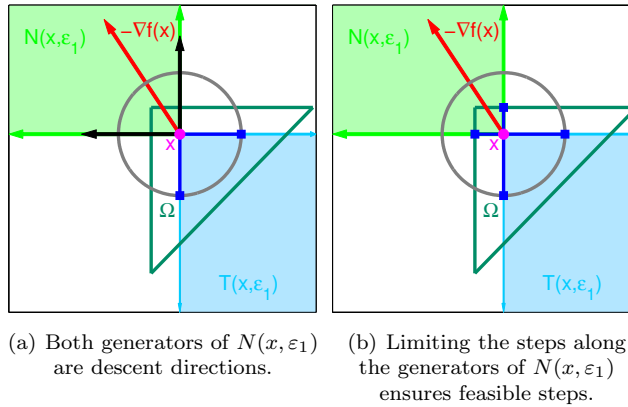 N(x,ε₁)
−∇f(x)
x
Ω
T(x,ε₁)
N(x,ε₁)
−∇f(x)
x
Ω
T(x,ε₁)
(a) Both generators of N(x, ε₁)
are descent directions.
(b) Limiting the steps along
the generators of N(x, ε₁)
ensures feasible steps.